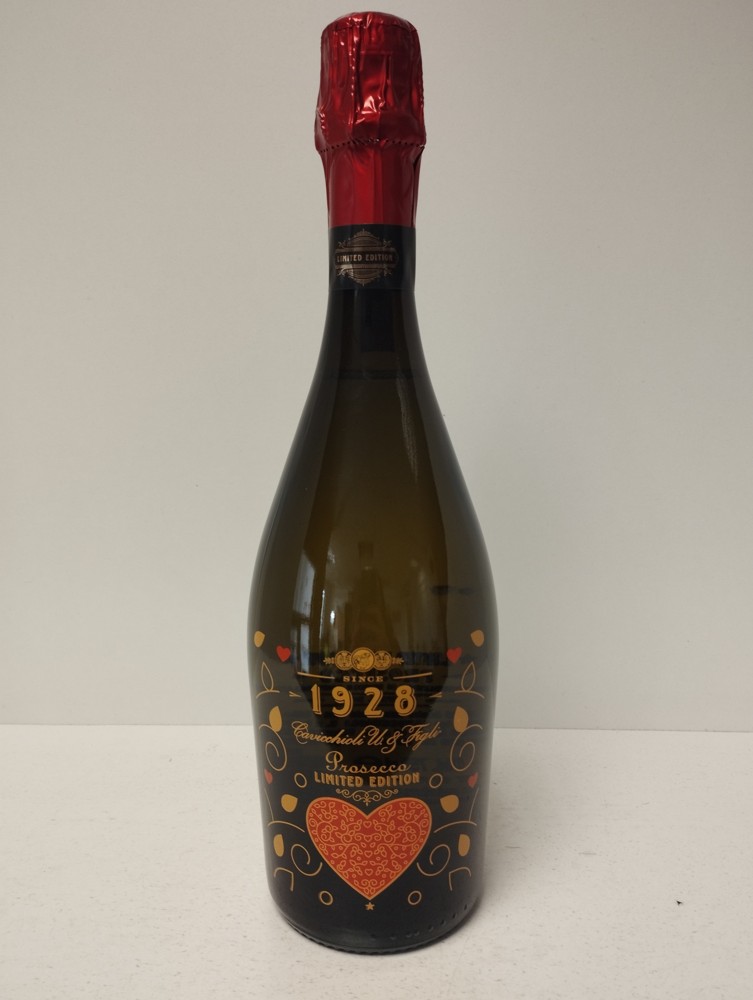 LIMITED EDITION
SINCE
1928
Cavicchioli U. & Figli
Prosecco
LIMITED EDITION